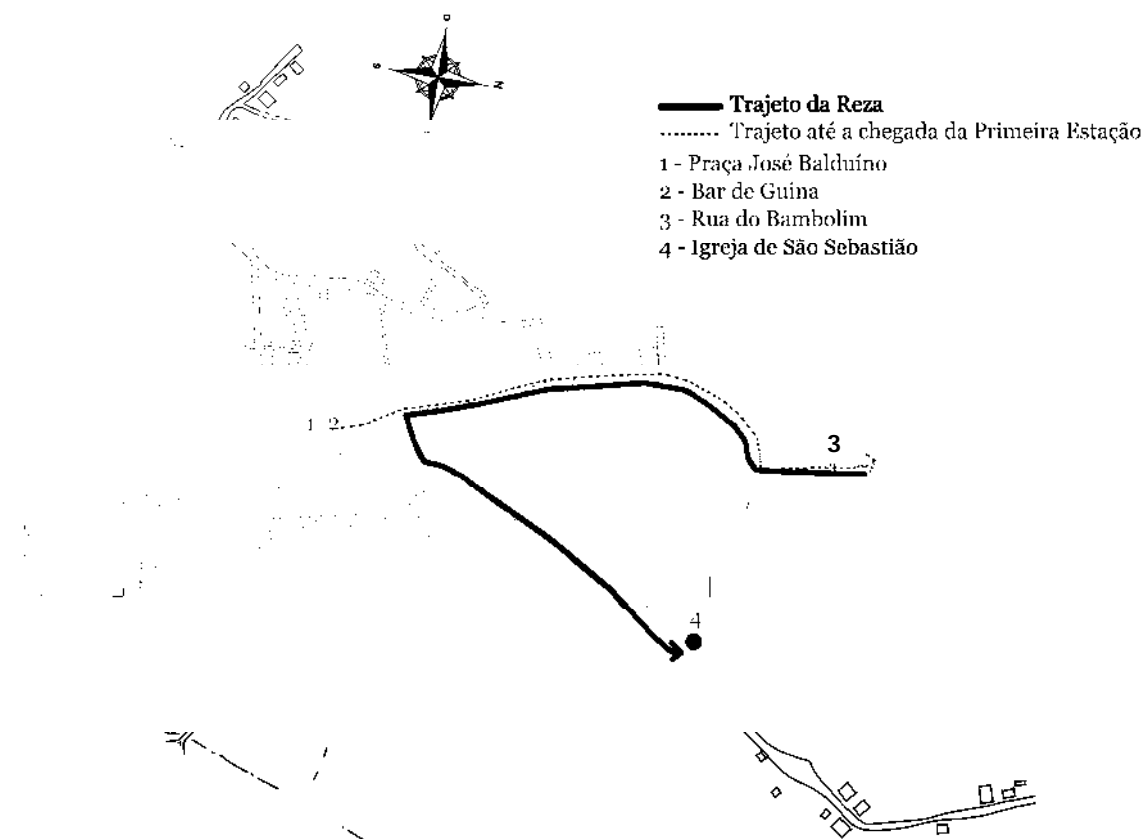 O
S
N
Trajeto da Reza
Trajeto até a chegada da Primeira Estação
1 - Praça José Balduíno
2 - Bar de Guina
3 - Rua do Bambolim
4 - Igreja de São Sebastião
1 2
3
4